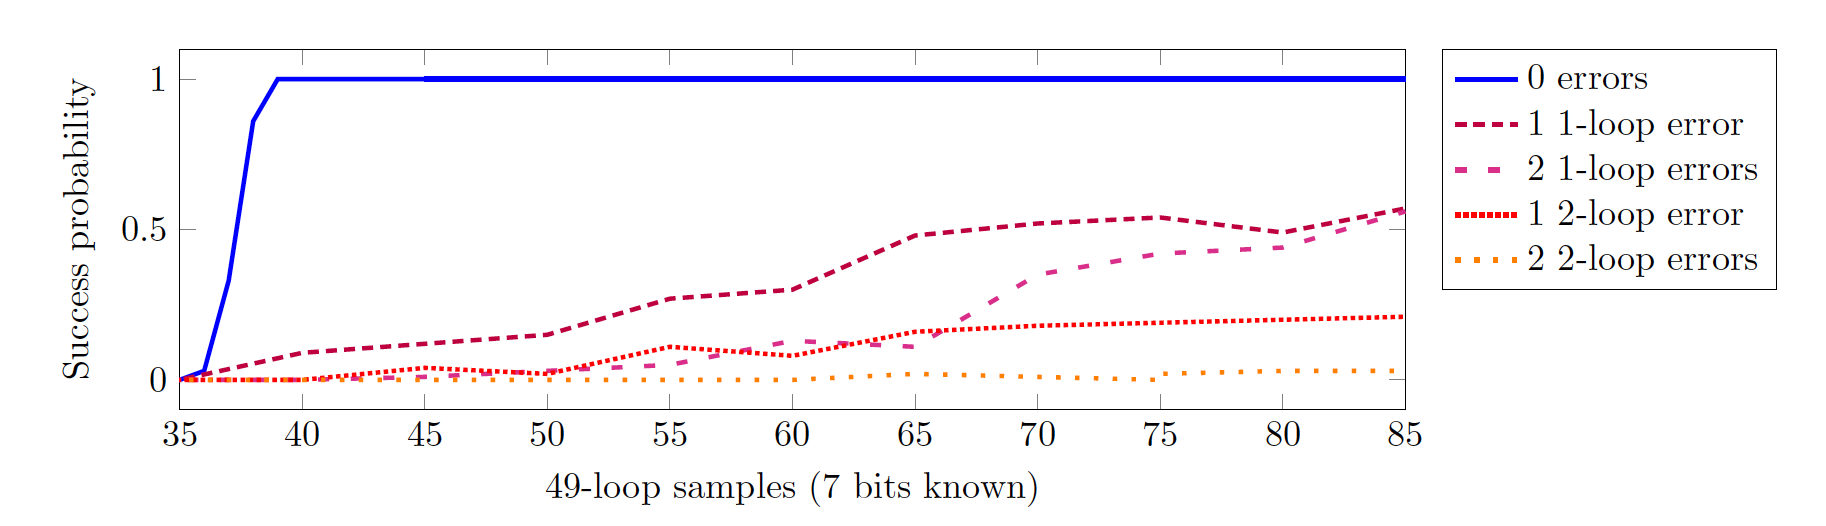 Success probability
1
0.5
0
35 40 45 50 55 60 65 70 75 80 85
49-loop samples (7 bits known)
0 errors
1 1-loop error
2 1-loop errors
1 2-loop error
2 2-loop errors